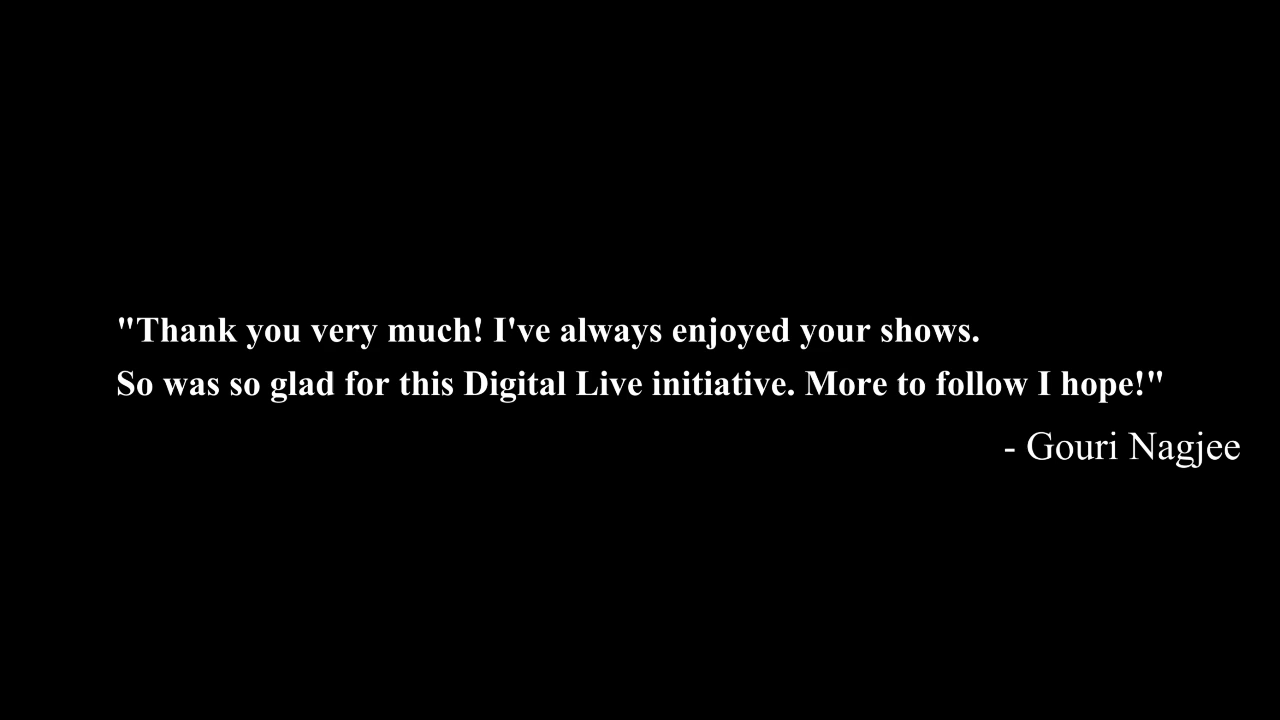 "Thank you very much! I've always enjoyed your shows.
So was so glad for this Digital Live initiative. More to follow I hope!"
- Gouri Nagjee